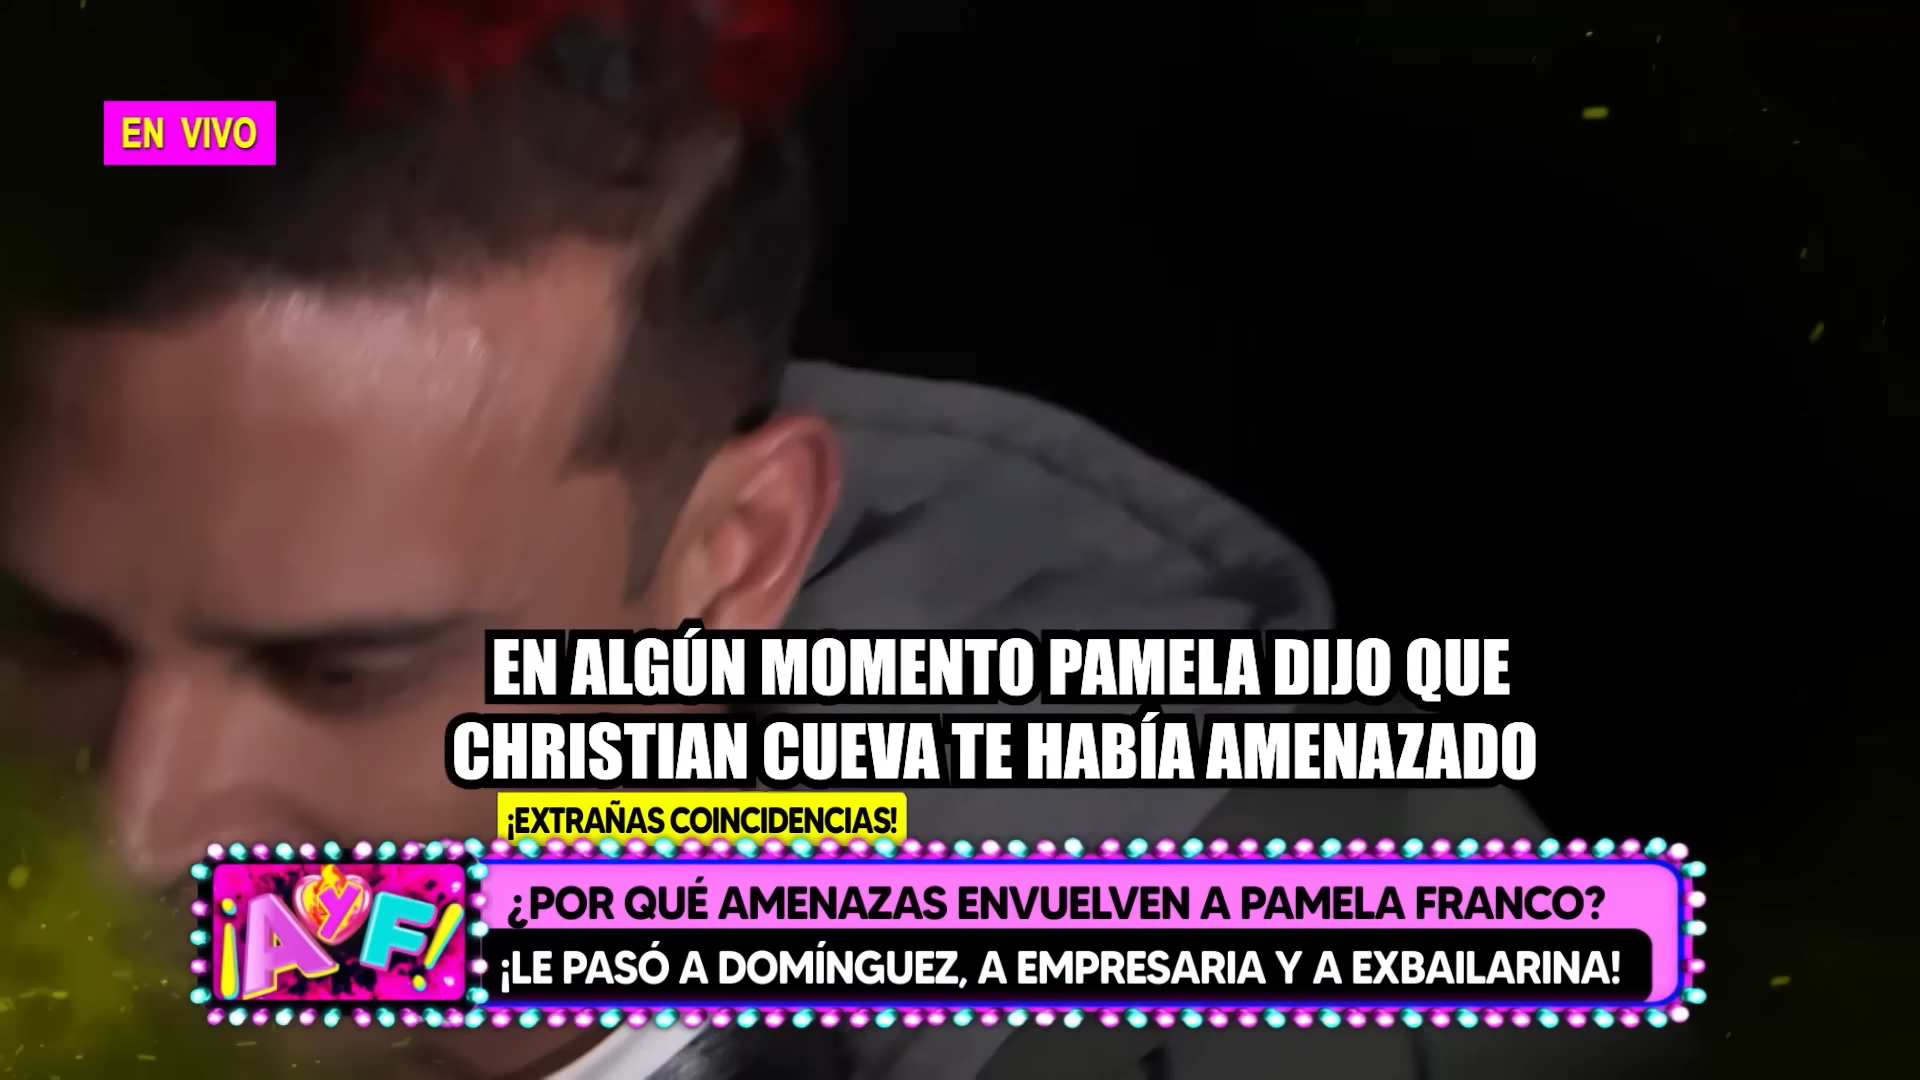 EN VIVO
EN ALGÚN MOMENTO PAMELA DIJO QUE
CHRISTIAN CUEVA TE HABÍA AMENAZADO
¡EXTRAÑAS COINCIDENCIAS!
¡AyF!
¿POR QUÉ AMENAZAS ENVUELVEN A PAMELA FRANCO?
¡LE PASÓ A DOMÍNGUEZ, A EMPRESARIA Y A EXBAILARINA!